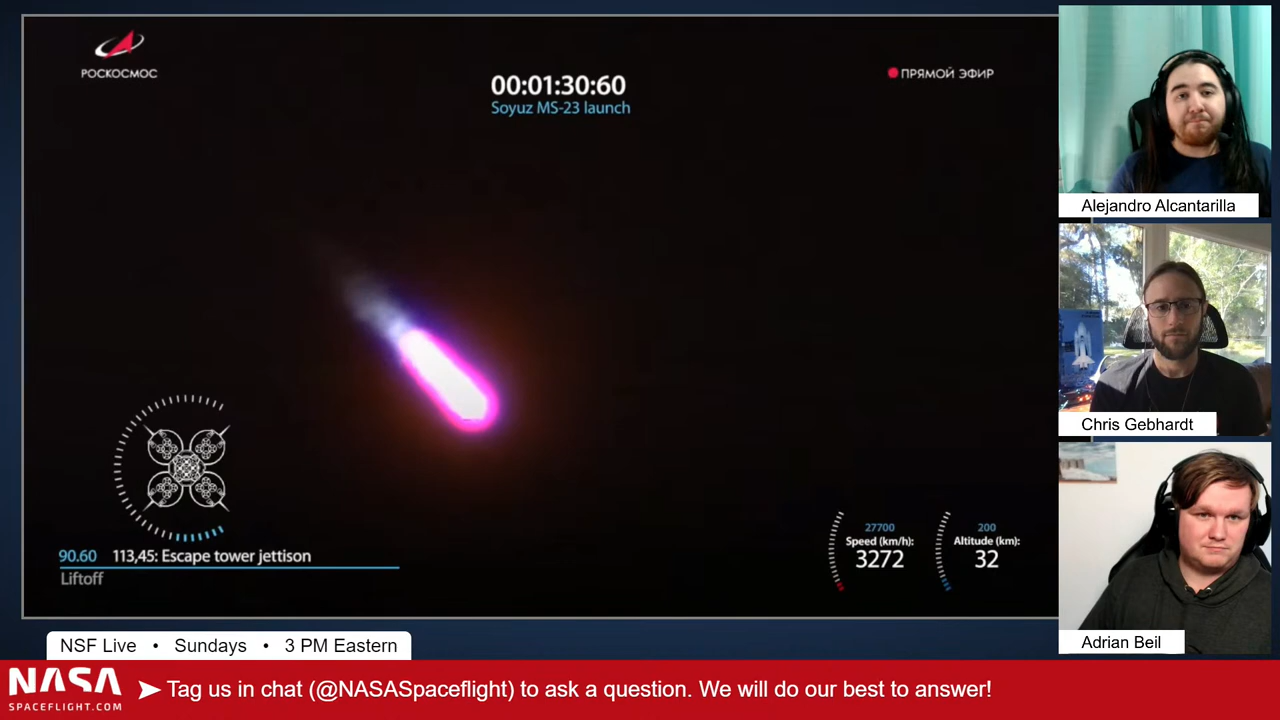 РОСКОСМОС
00:01:30:60
Soyuz MS-23 launch
ПРЯМОЙ ЭФИР
90.60 113,45: Escape tower jettison
Liftoff
27700
Speed (km/h):
3272
200
Altitude (km):
32
Alejandro Alcantarilla
Chris Gebhardt
Adrian Beil
NSF Live • Sundays • 3 PM Eastern
NASA
SPACEFLIGHT.COM
Tag us in chat (@NASASpaceflight) to ask a question. We will do our best to answer!